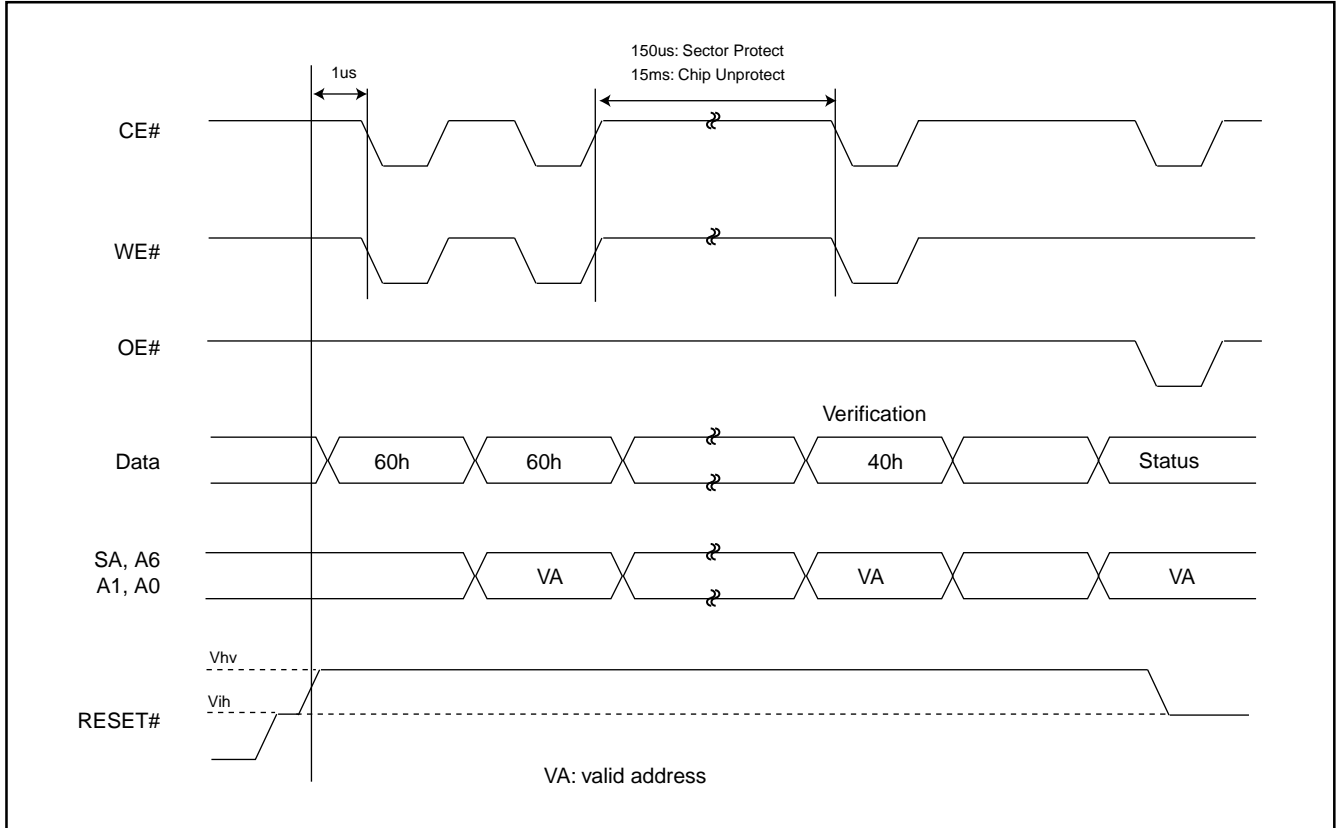 150us: Sector Protect
15ms: Chip Unprotect
1us
CE#
WE#
OE#
Verification
Data
60h
60h
40h
Status
SA, A6
A1, A0
VA
VA
VA
Vhv
Vih
RESET#
VA: valid address